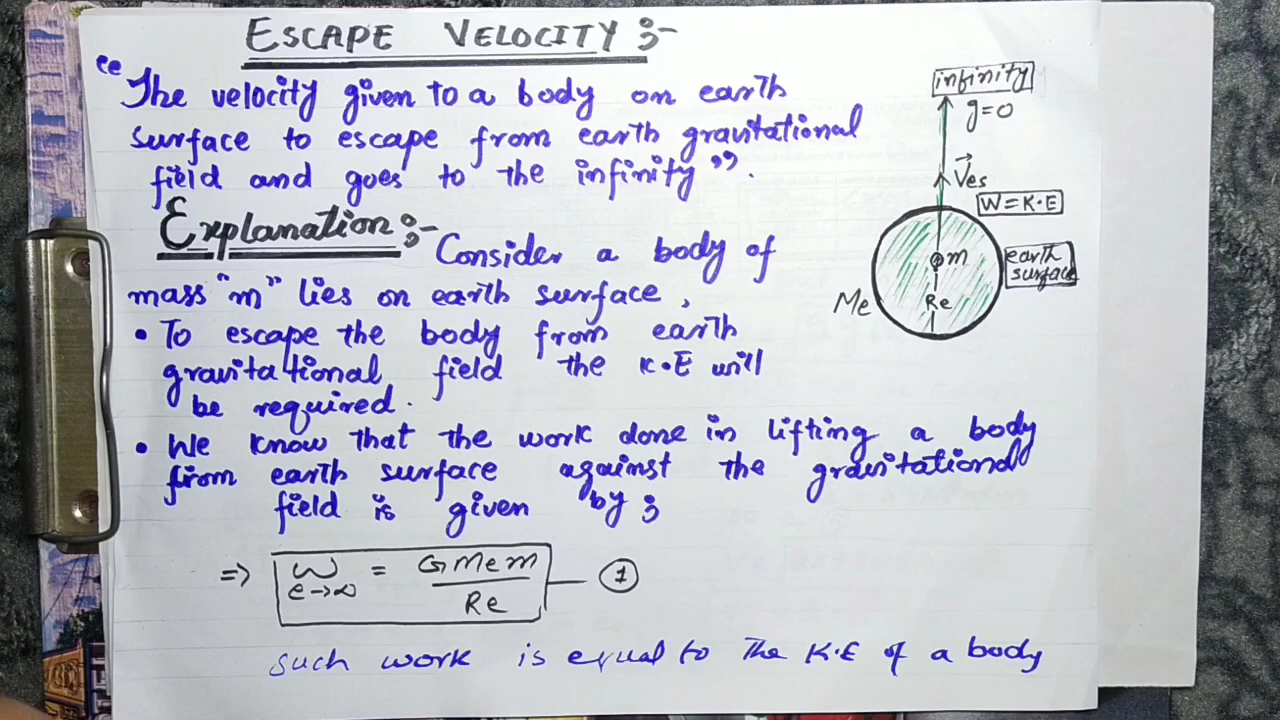 ESCAPE VELOCITY :-
"The velocity given to a body on earth
surface to escape from earth gravitational
field and goes to the infinity".
Explanation :- Consider a body of
mass "m" lies on earth surface,
• To escape the body from earth
gravitational field the K.E will
be required.
• We know that the work done in lifting a body
from earth surface against the gravitational
field is given by ;
=> W e→∞ = GMem / Re — ①
such work is equal to The K.E of a body
infinity
g=0
V⃗es
W=K.E
m
earth
surface
Me
Re